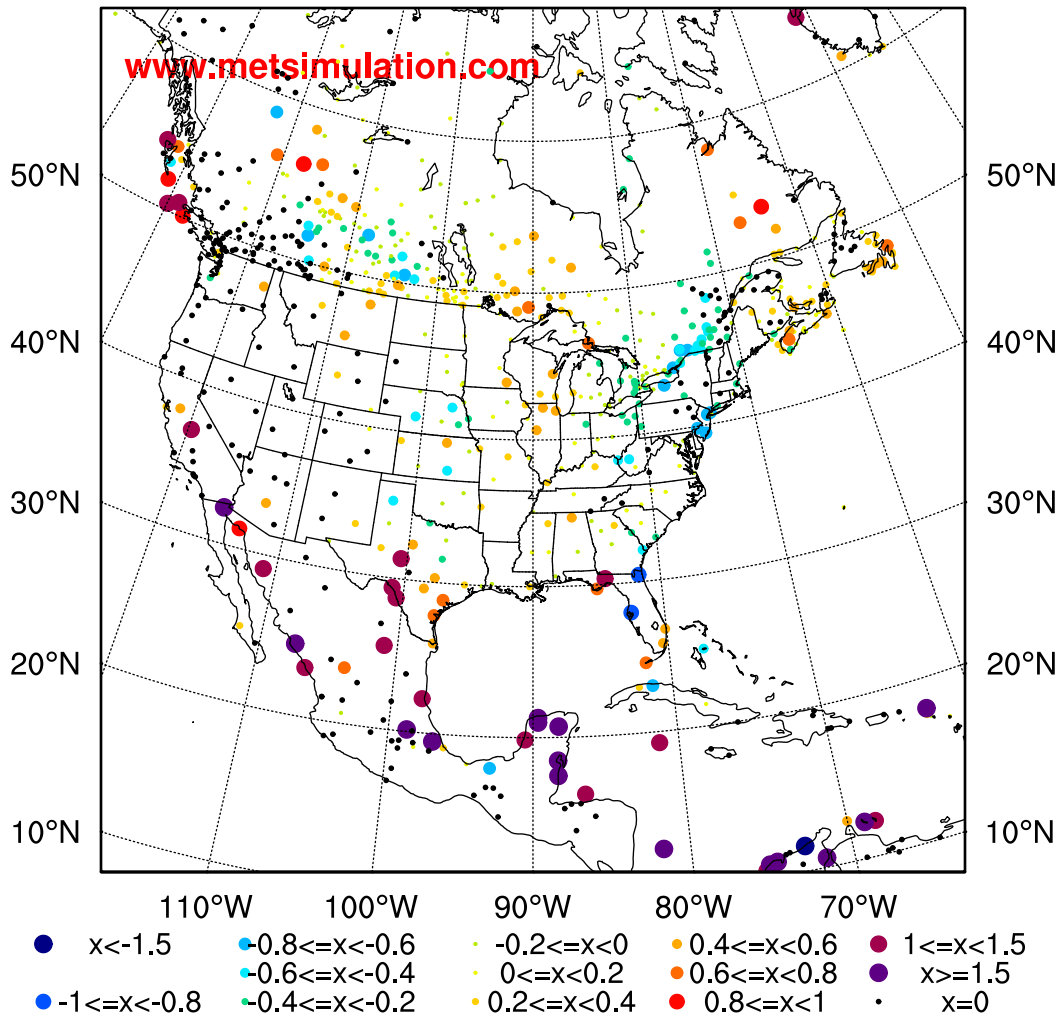 www.metsimulation.com
50°N 50°N
40°N 40°N
30°N 30°N
20°N 20°N
10°N 10°N
110°W 100°W 90°W 80°W 70°W
x<-1.5 -0.8<=x<-0.6 -0.2<=x<0 0.4<=x<0.6 1<=x<1.5
-0.6<=x<-0.4 0<=x<0.2 0.6<=x<0.8 x>=1.5
-1<=x<-0.8 -0.4<=x<-0.2 0.2<=x<0.4 0.8<=x<1 x=0